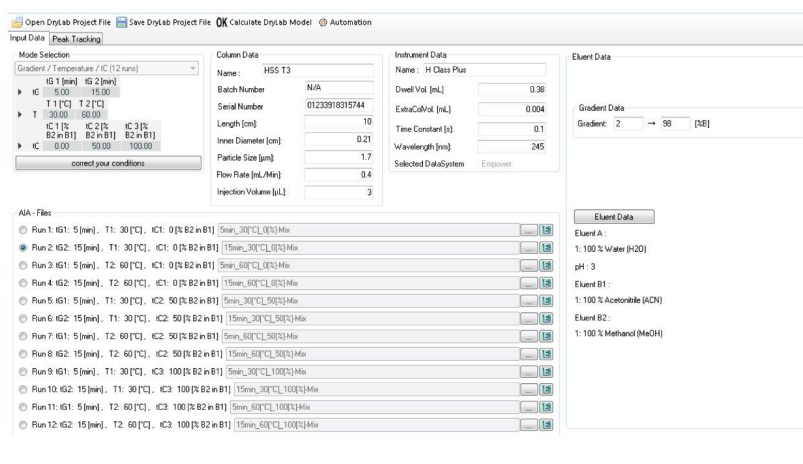 Open DryLab Project File Save DryLab Project File OK Calculate DryLab Model Automation
Input Data Peak Tracking
Mode Selection
Gradient / Temperature / tC (12 runs)
tG 1 [min] tG 2 [min]
tG 5.00 15.00
T 1 [°C] T 2 [°C]
T 30.00 60.00
tC 1 [% B2 in B1] tC 2 [% B2 in B1] tC 3 [% B2 in B1]
tC 0.00 50.00 100.00
correct your conditions
Column Data
Name : HSS T3
Batch Number N/A
Serial Number 01233918315744
Length [cm]: 10
Inner Diameter [cm]: 0.21
Particle Size [µm]: 1.7
Flow Rate [mL/Min]: 0.4
Injection Volume [µL]: 3
Instrument Data
Name : H Class Plus
Dwell Vol. [mL] 0.38
ExtraColVol. [mL] 0.004
Time Constant [s]: 0.1
Wavelength [nm]: 245
Selected DataSystem Empower
Eluent Data
Gradient Data
Gradient: 2 → 98 [%B]
Eluent Data
Eluent A :
1: 100 % Water (H2O)
pH : 3
Eluent B1 :
1: 100 % Acetonitrile (ACN)
Eluent B2 :
1: 100 % Methanol (MeOH)
AIA - Files
Run 1: tG1: 5 [min] , T1: 30 [°C] , tC1: 0 [% B2 in B1] 5min_30[°C]_0[%]-Mix ...
Run 2: tG2: 15 [min] , T1: 30 [°C] , tC1: 0 [% B2 in B1] 15min_30[°C]_0[%]-Mix ...
Run 3: tG1: 5 [min] , T2: 60 [°C] , tC1: 0 [% B2 in B1] 5min_60[°C]_0[%]-Mix ...
Run 4: tG2: 15 [min] , T2: 60 [°C] , tC1: 0 [% B2 in B1] 15min_60[°C]_0[%]-Mix ...
Run 5: tG1: 5 [min] , T1: 30 [°C] , tC2: 50 [% B2 in B1] 5min_30[°C]_50[%]-Mix ...
Run 6: tG2: 15 [min] , T1: 30 [°C] , tC2: 50 [% B2 in B1] 15min_30[°C]_50[%]-Mix ...
Run 7: tG1: 5 [min] , T2: 60 [°C] , tC2: 50 [% B2 in B1] 5min_60[°C]_50[%]-Mix ...
Run 8: tG2: 15 [min] , T2: 60 [°C] , tC2: 50 [% B2 in B1] 15min_60[°C]_50[%]-Mix ...
Run 9: tG1: 5 [min] , T1: 30 [°C] , tC3: 100 [% B2 in B1] 5min_30[°C]_100[%]-Mix ...
Run 10: tG2: 15 [min] , T1: 30 [°C] , tC3: 100 [% B2 in B1] 15min_30[°C]_100[%]-Mix ...
Run 11: tG1: 5 [min] , T2: 60 [°C] , tC3: 100 [% B2 in B1] 5min_60[°C]_100[%]-Mix ...
Run 12: tG2: 15 [min] , T2: 60 [°C] , tC3: 100 [% B2 in B1] 15min_60[°C]_100[%]-Mix ...